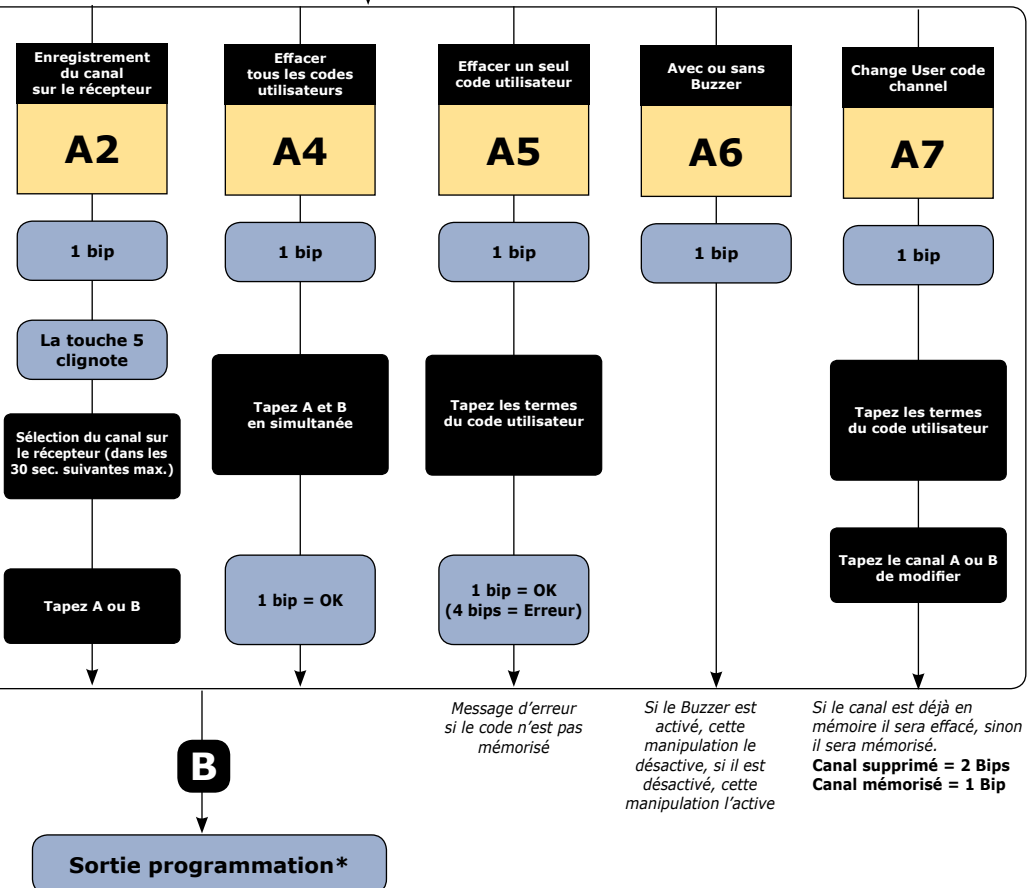 Enregistrement
du canal
sur le récepteur
A2
1 bip
La touche 5
clignote
Sélection du canal sur
le récepteur (dans les
30 sec. suivantes max.)
Tapez A ou B
Effacer
tous les codes
utilisateurs
A4
1 bip
Tapez A et B
en simultanée
1 bip = OK
Effacer un seul
code utilisateur
A5
1 bip
Tapez les termes
du code utilisateur
1 bip = OK
(4 bips = Erreur)
Message d'erreur
si le code n'est pas
mémorisé
Avec ou sans
Buzzer
A6
1 bip
Si le Buzzer est
activé, cette
manipulation le
désactive, si il est
désactivé, cette
manipulation l'active
Change User code
channel
A7
1 bip
Tapez les termes
du code utilisateur
Tapez le canal A ou B
de modifier
Si le canal est déjà en
mémoire il sera effacé, sinon
il sera mémorisé.
Canal supprimé = 2 Bips
Canal mémorisé = 1 Bip
B
Sortie programmation*